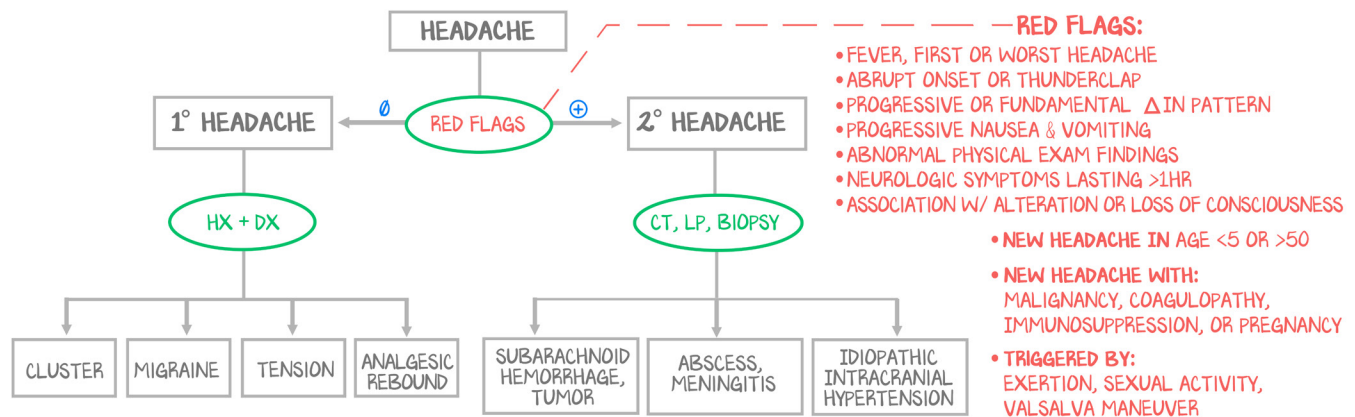 HEADACHE
1° HEADACHE
Ø
RED FLAGS
+
2° HEADACHE
HX + DX
CT, LP, BIOPSY
CLUSTER
MIGRAINE
TENSION
ANALGESIC
REBOUND
SUBARACHNOID
HEMORRHAGE,
TUMOR
ABSCESS,
MENINGITIS
IDIOPATHIC
INTRACRANIAL
HYPERTENSION
RED FLAGS:
• FEVER, FIRST OR WORST HEADACHE
• ABRUPT ONSET OR THUNDERCLAP
• PROGRESSIVE OR FUNDAMENTAL Δ IN PATTERN
• PROGRESSIVE NAUSEA & VOMITING
• ABNORMAL PHYSICAL EXAM FINDINGS
• NEUROLOGIC SYMPTOMS LASTING >1HR
• ASSOCIATION W/ ALTERATION OR LOSS OF CONSCIOUSNESS
• NEW HEADACHE IN AGE <5 OR >50
• NEW HEADACHE WITH:
MALIGNANCY, COAGULOPATHY,
IMMUNOSUPPRESSION, OR PREGNANCY
• TRIGGERED BY:
EXERTION, SEXUAL ACTIVITY,
VALSALVA MANEUVER